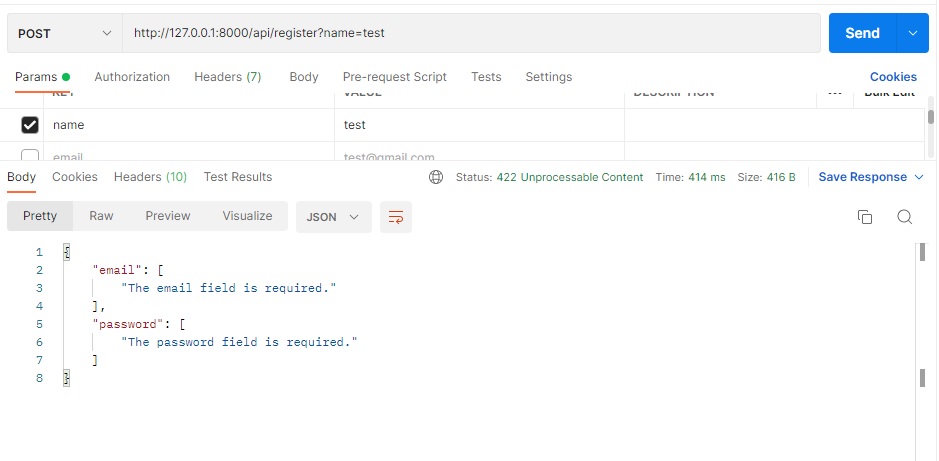 POST http://127.0.0.1:8000/api/register?name=test Send
Params Authorization Headers (7) Body Pre-request Script Tests Settings Cookies
KEY VALUE DESCRIPTION Bulk Edit
name test
email test@gmail.com
Body Cookies Headers (10) Test Results Status: 422 Unprocessable Content Time: 414 ms Size: 416 B Save Response
Pretty Raw Preview Visualize JSON
1 {
2 "email": [
3 "The email field is required."
4 ],
5 "password": [
6 "The password field is required."
7 ]
8 }